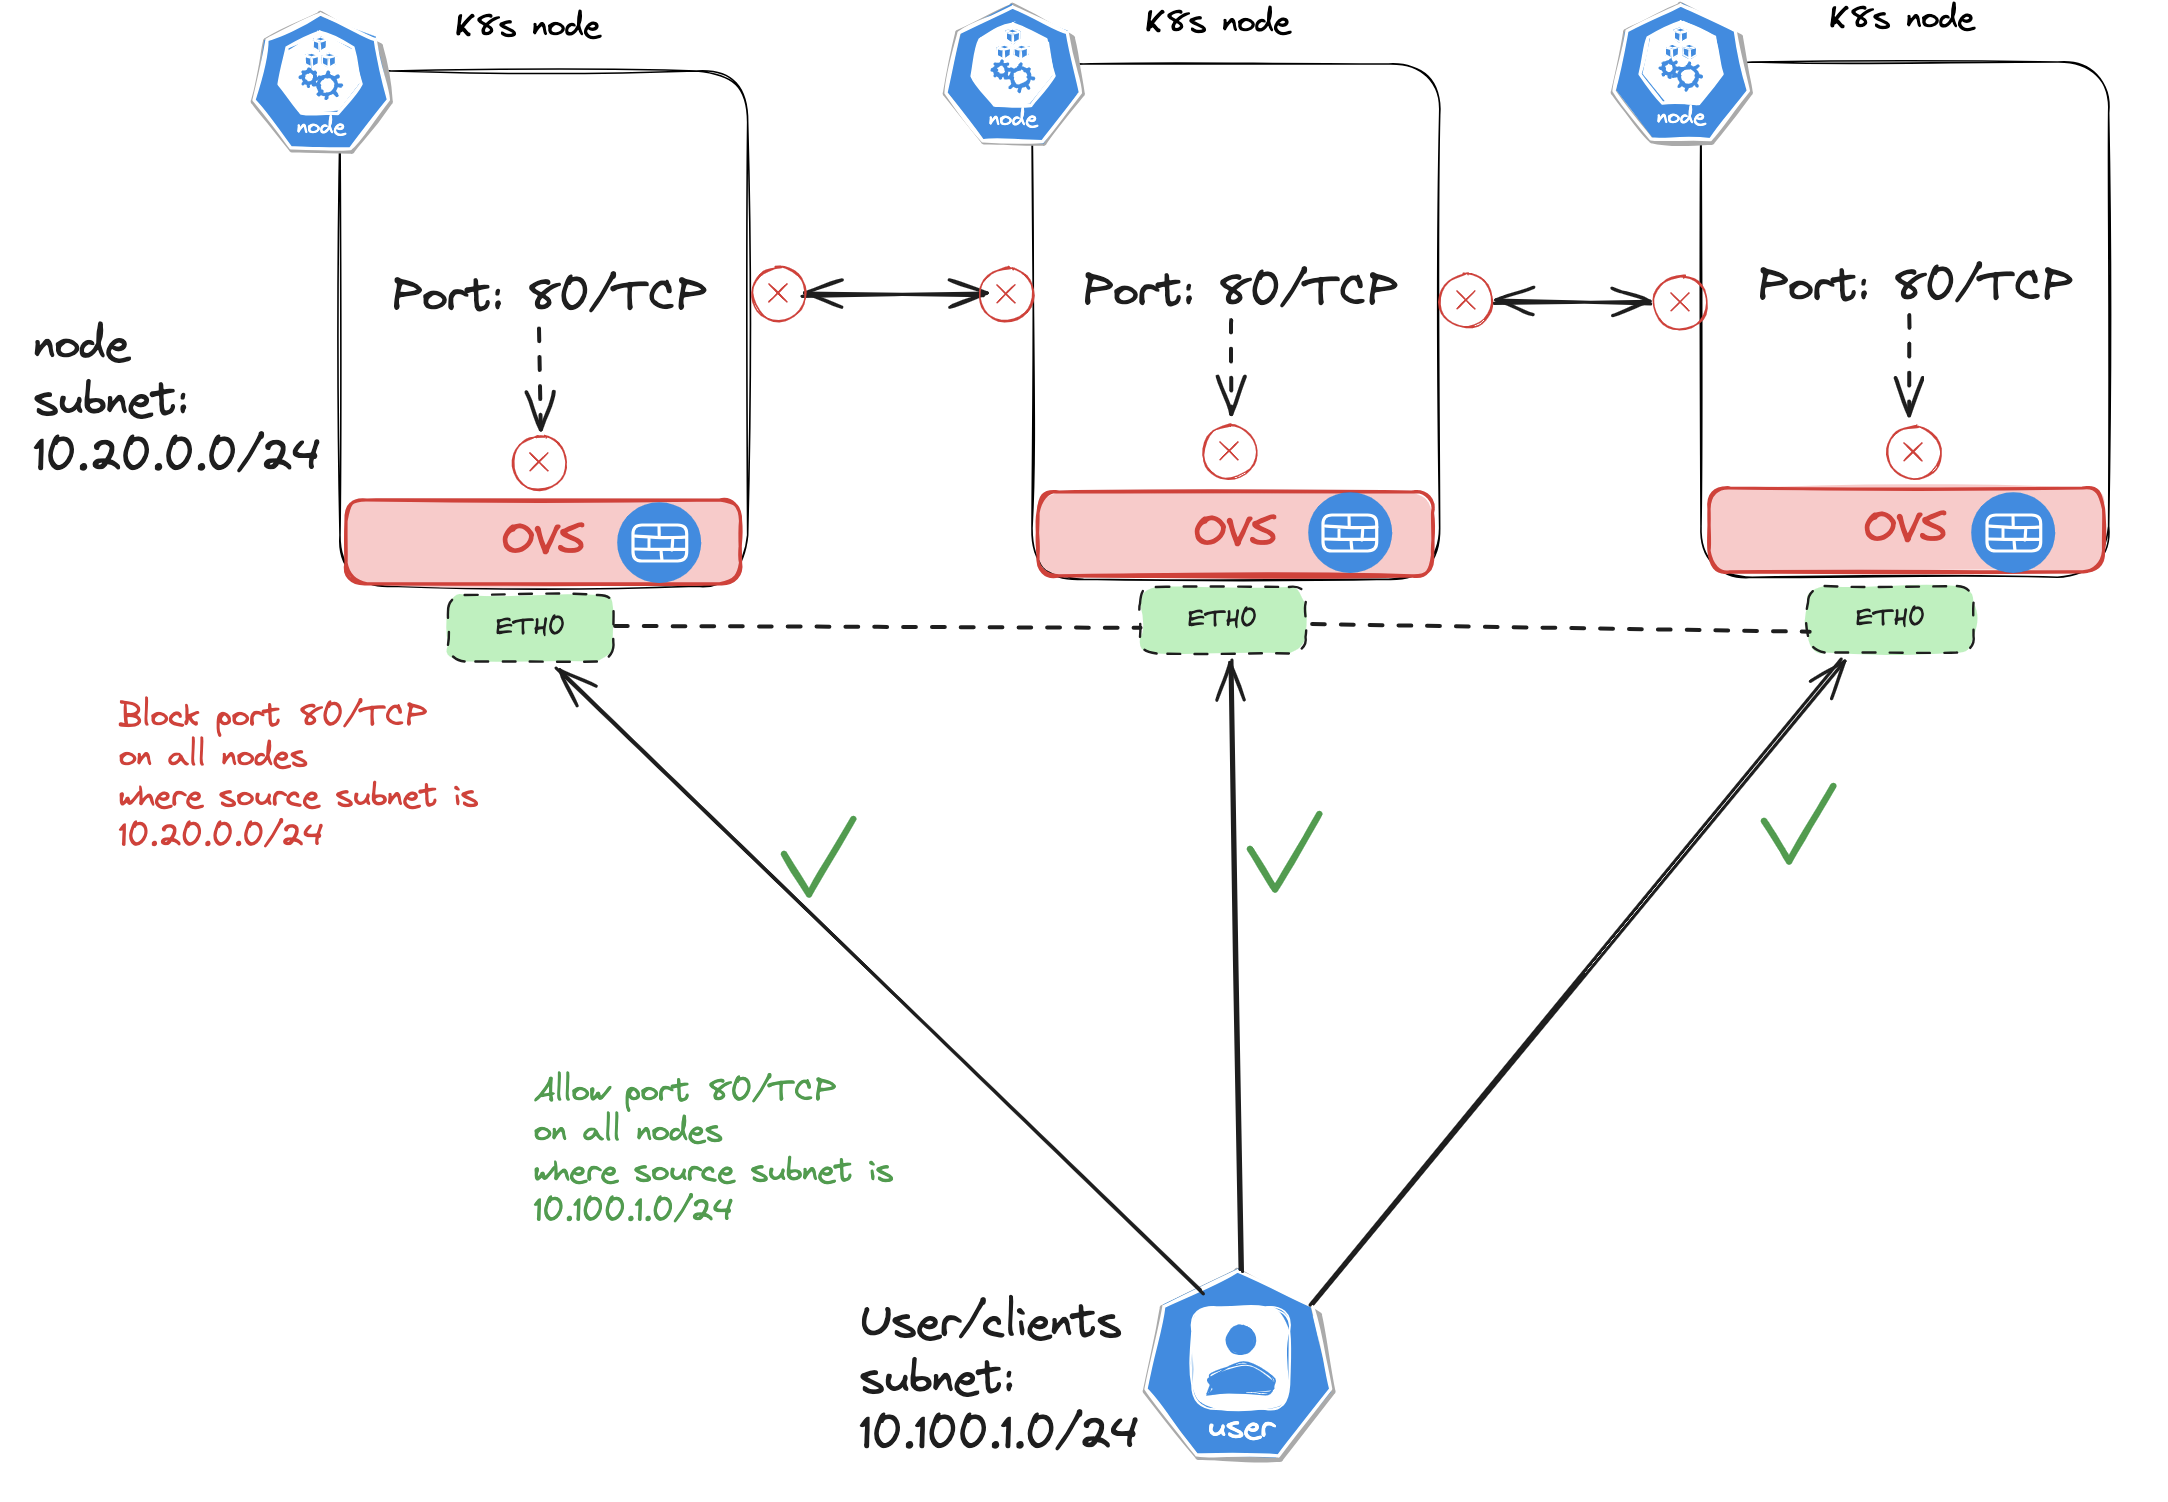 K8s node
K8s node
K8s node
node
node
node
Port: 80/TCP
Port: 80/TCP
Port: 80/TCP
node
subnet:
10.20.0.0/24
OVS
OVS
OVS
ETH0
ETH0
ETH0
Block port 80/TCP
on all nodes
where source subnet is
10.20.0.0/24
Allow port 80/TCP
on all nodes
where source subnet is
10.100.1.0/24
User/clients
subnet:
10.100.1.0/24
user